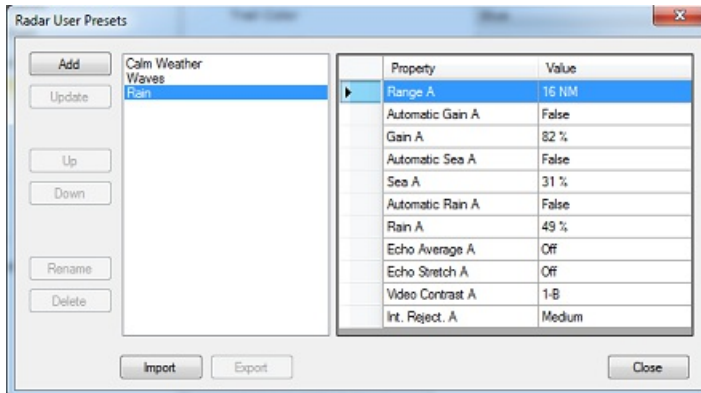 Radar User Presets
Add
Update
Up
Down
Rename
Delete
Calm Weather
Waves
Rain
Property Value
Range A 16 NM
Automatic Gain A False
Gain A 82 %
Automatic Sea A False
Sea A 31 %
Automatic Rain A False
Rain A 49 %
Echo Average A Off
Echo Stretch A Off
Video Contrast A 1-B
Int. Reject. A Medium
Import Export Close